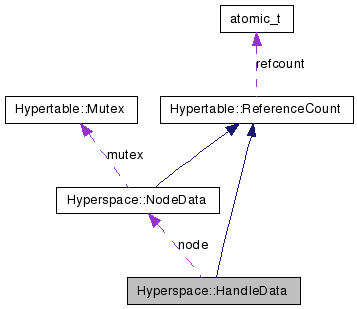 atomic_t
refcount
Hypertable::Mutex
Hypertable::ReferenceCount
mutex
Hyperspace::NodeData
node
Hyperspace::HandleData